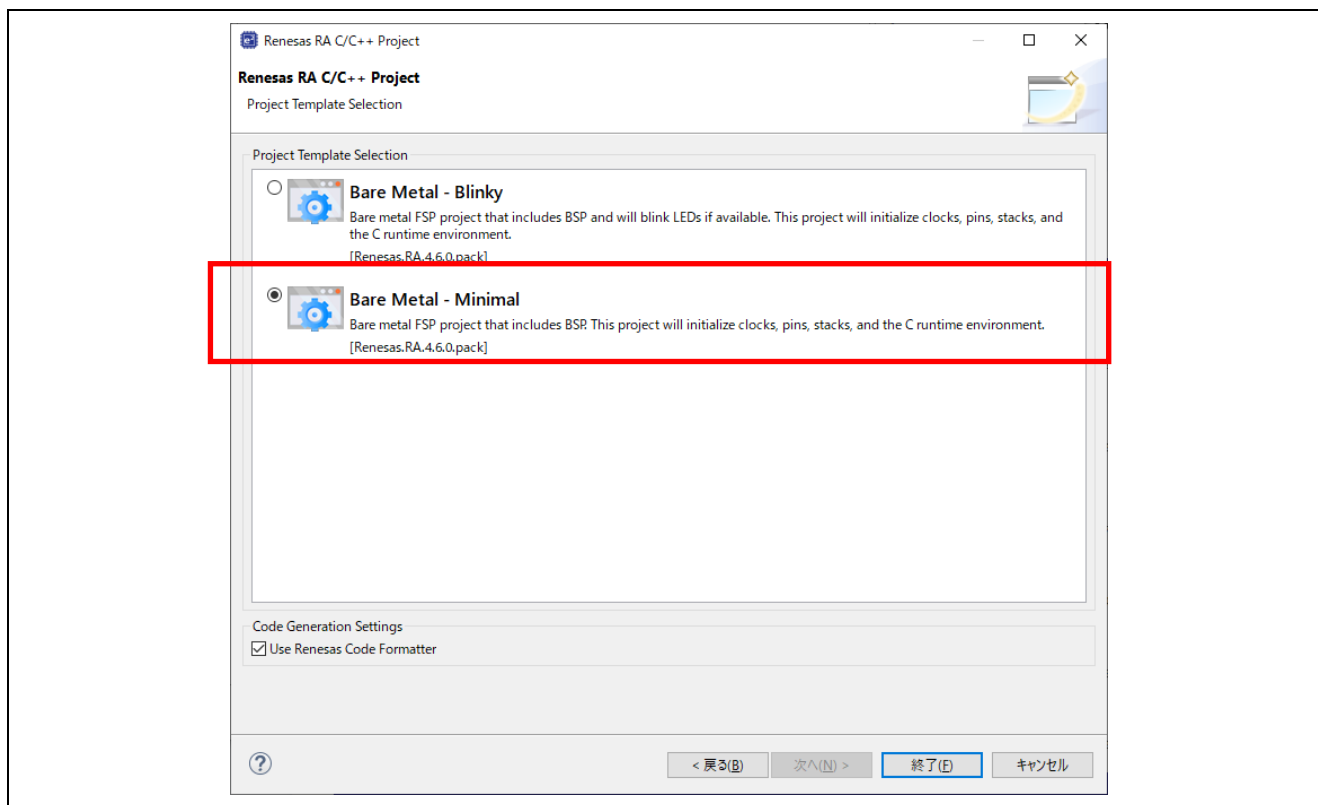 Renesas RA C/C++ Project
Renesas RA C/C++ Project
Project Template Selection
Project Template Selection
Bare Metal - Blinky
Bare metal FSP project that includes BSP and will blink LEDs if available. This project will initialize clocks, pins, stacks, and
the C runtime environment.
[Renesas.RA.4.6.0.pack]
Bare Metal - Minimal
Bare metal FSP project that includes BSP. This project will initialize clocks, pins, stacks, and the C runtime environment.
[Renesas.RA.4.6.0.pack]
Code Generation Settings
Use Renesas Code Formatter
< 戻る(B) 次へ(N) > 終了(F) キャンセル